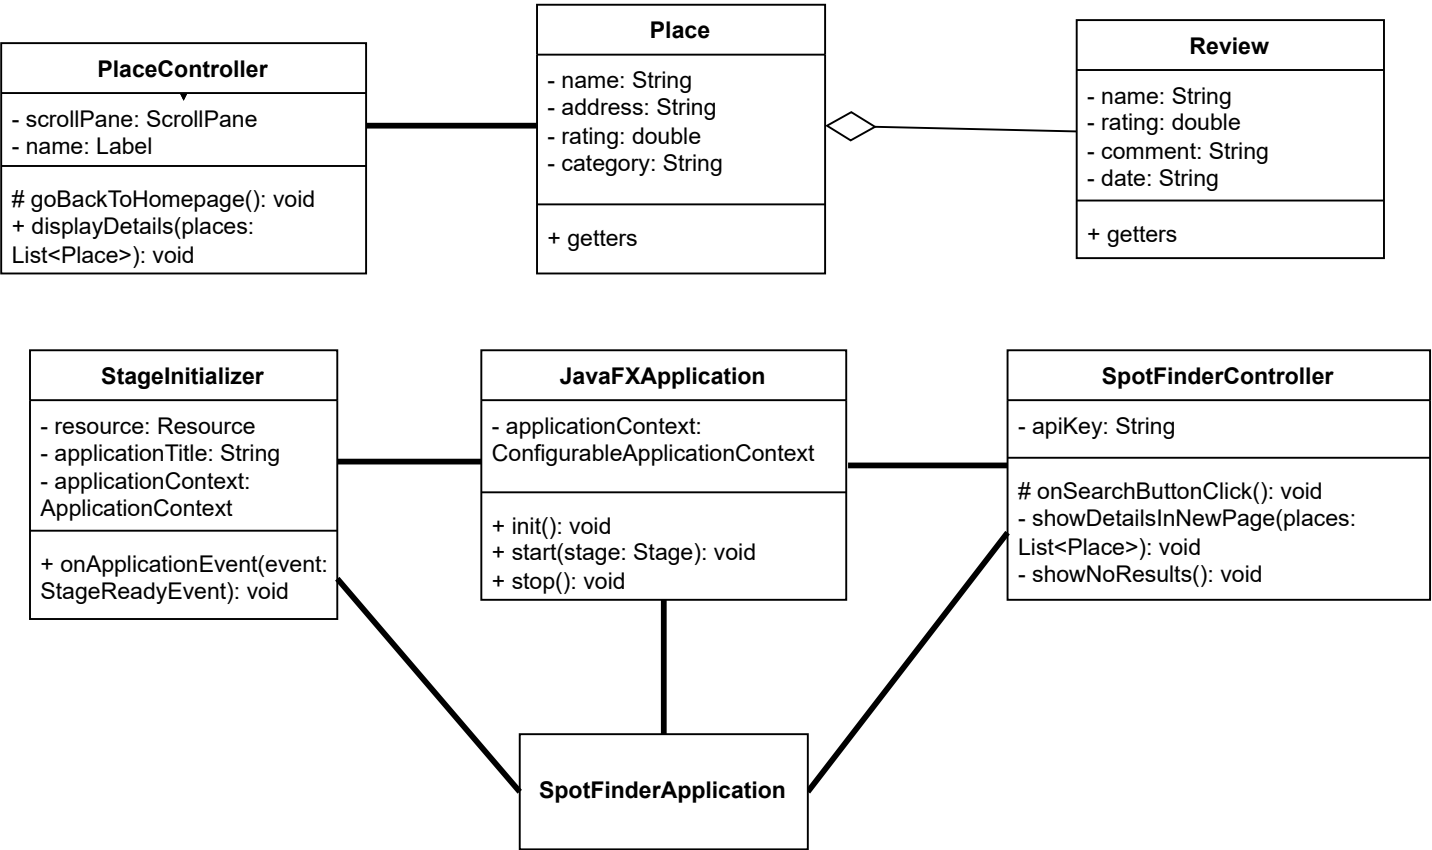 PlaceController
- scrollPane: ScrollPane
- name: Label
# goBackToHomepage(): void
+ displayDetails(places:
List<Place>): void
Place
- name: String
- address: String
- rating: double
- category: String
+ getters
Review
- name: String
- rating: double
- comment: String
- date: String
+ getters
StageInitializer
- resource: Resource
- applicationTitle: String
- applicationContext:
ApplicationContext
+ onApplicationEvent(event:
StageReadyEvent): void
JavaFXApplication
- applicationContext:
ConfigurableApplicationContext
+ init(): void
+ start(stage: Stage): void
+ stop(): void
SpotFinderController
- apiKey: String
# onSearchButtonClick(): void
- showDetailsInNewPage(places:
List<Place>): void
- showNoResults(): void
SpotFinderApplication